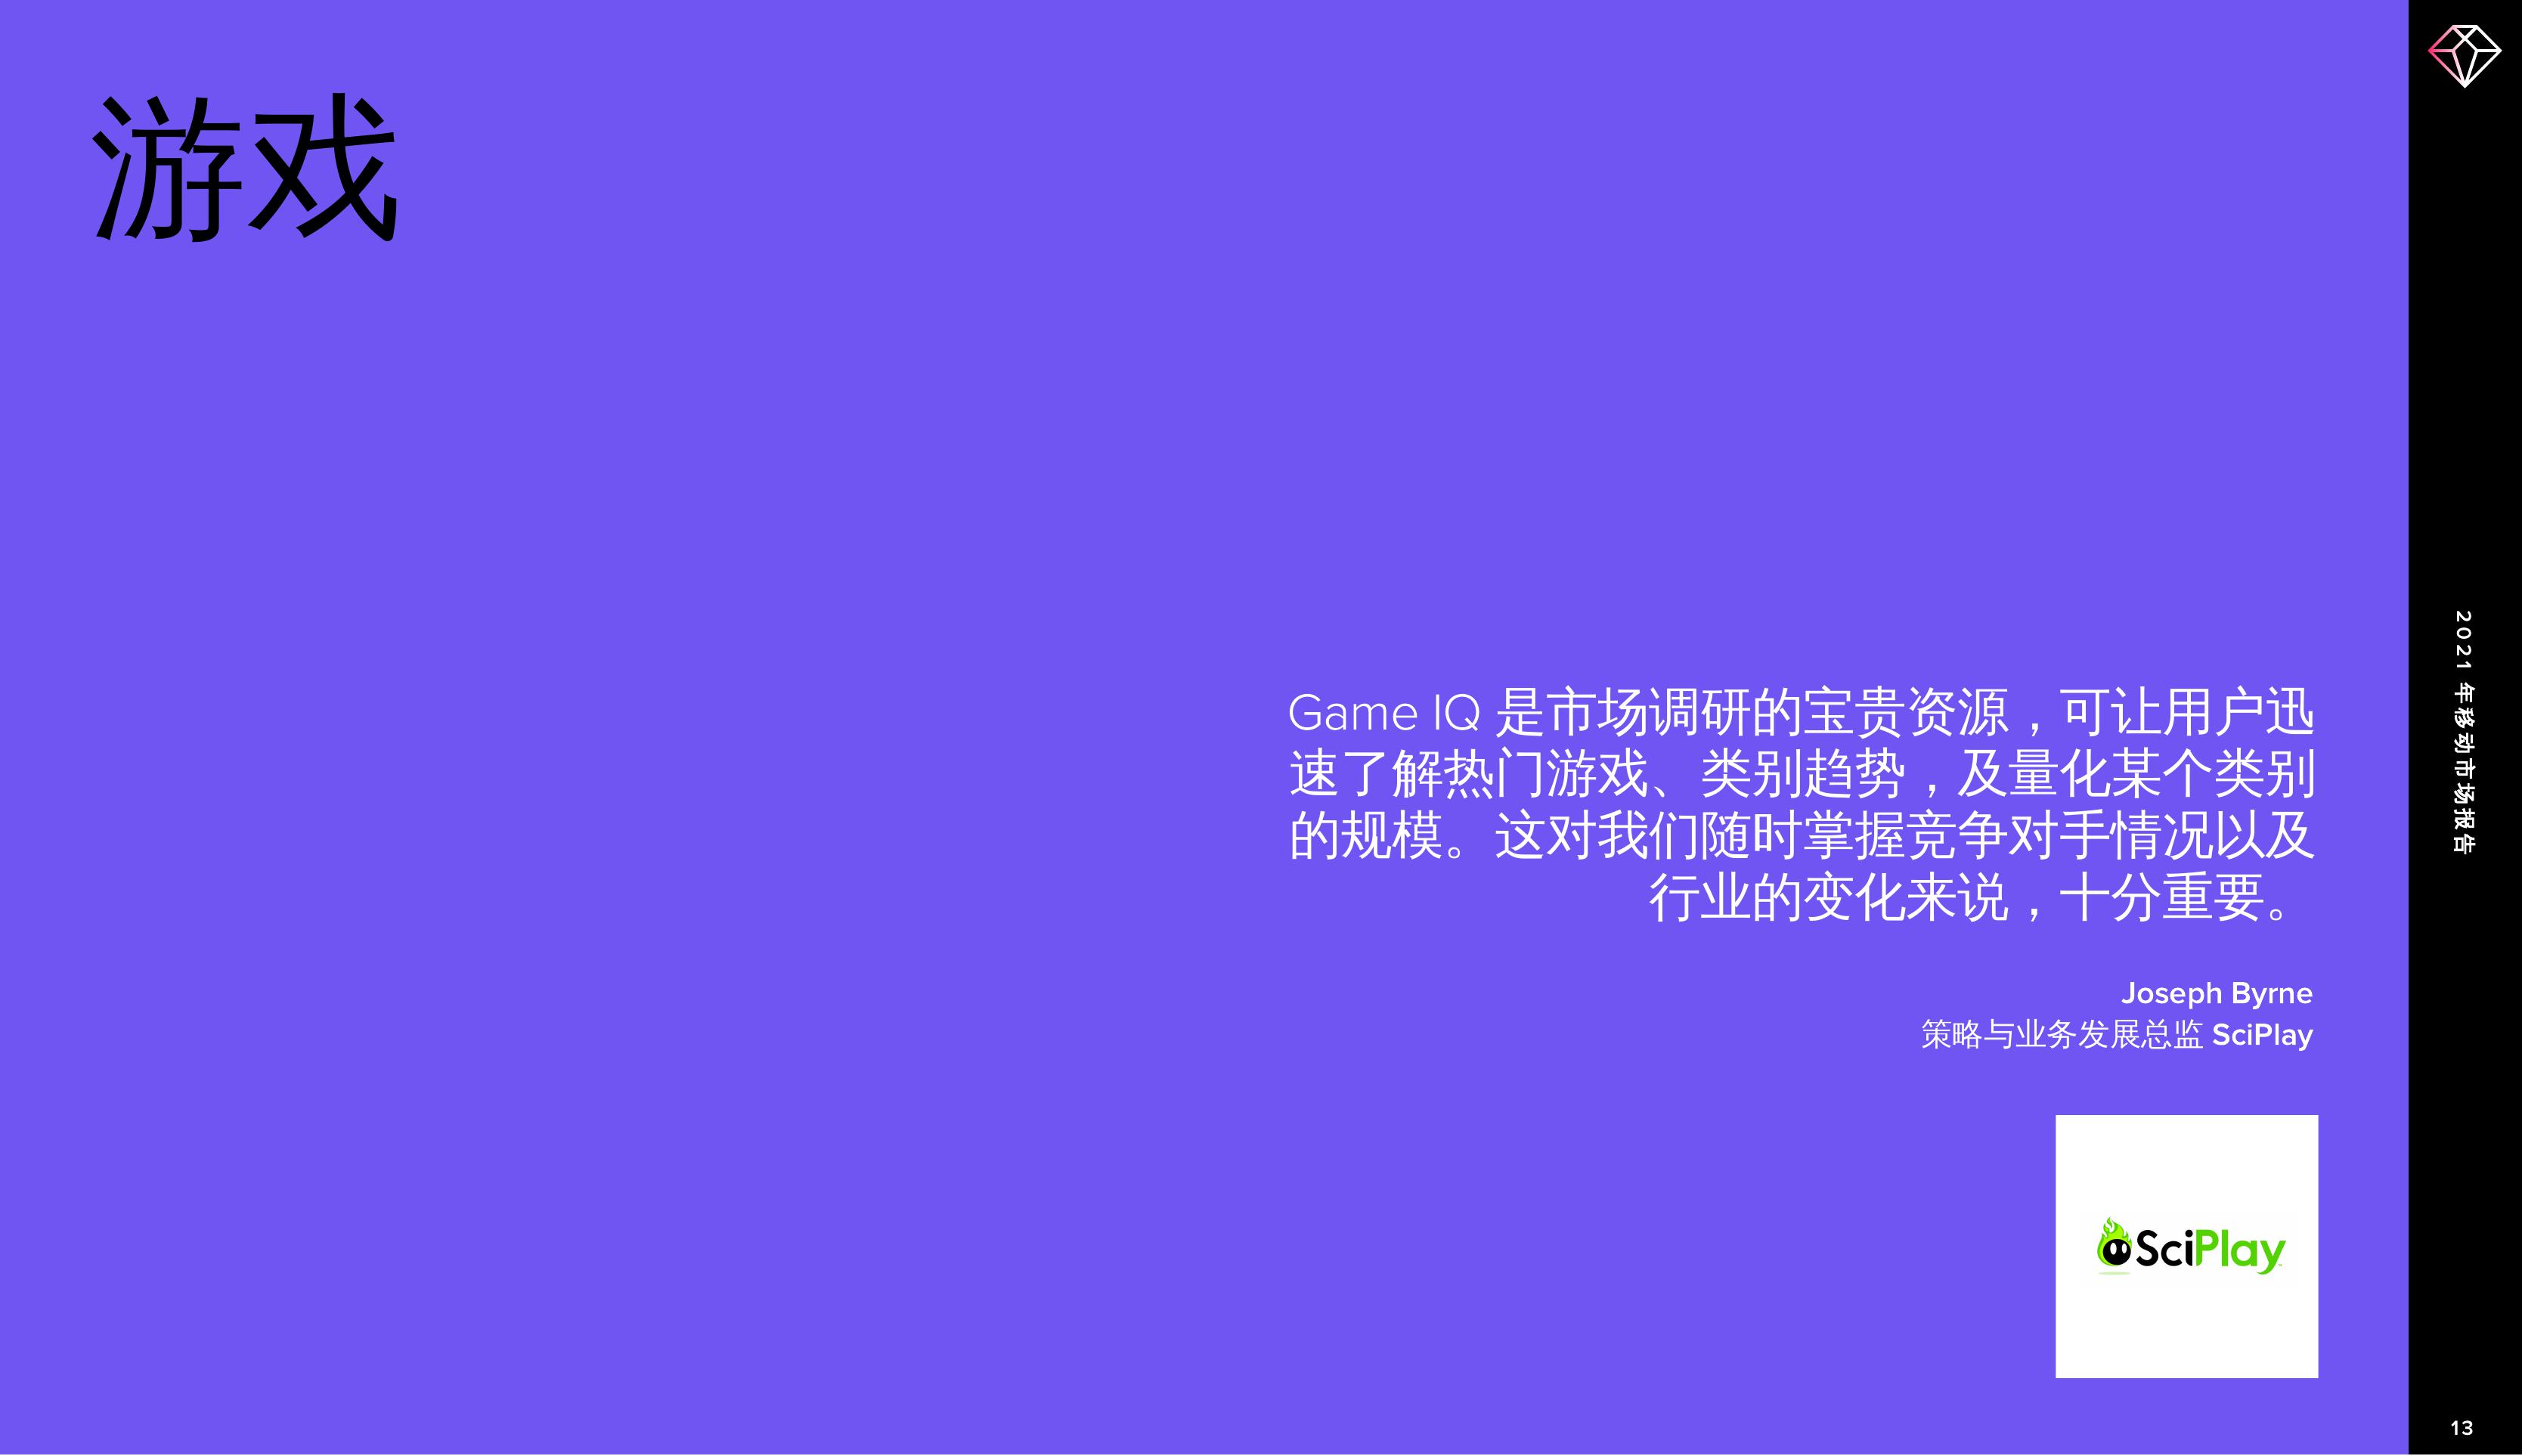 游戏
Game IQ 是市场调研的宝贵资源，可让用户迅
速了解热门游戏、类别趋势，及量化某个类别
的规模。这对我们随时掌握竞争对手情况以及
行业的变化来说，十分重要。
Joseph Byrne
策略与业务发展总监 SciPlay
SciPlay
2021 年移动市场报告
13